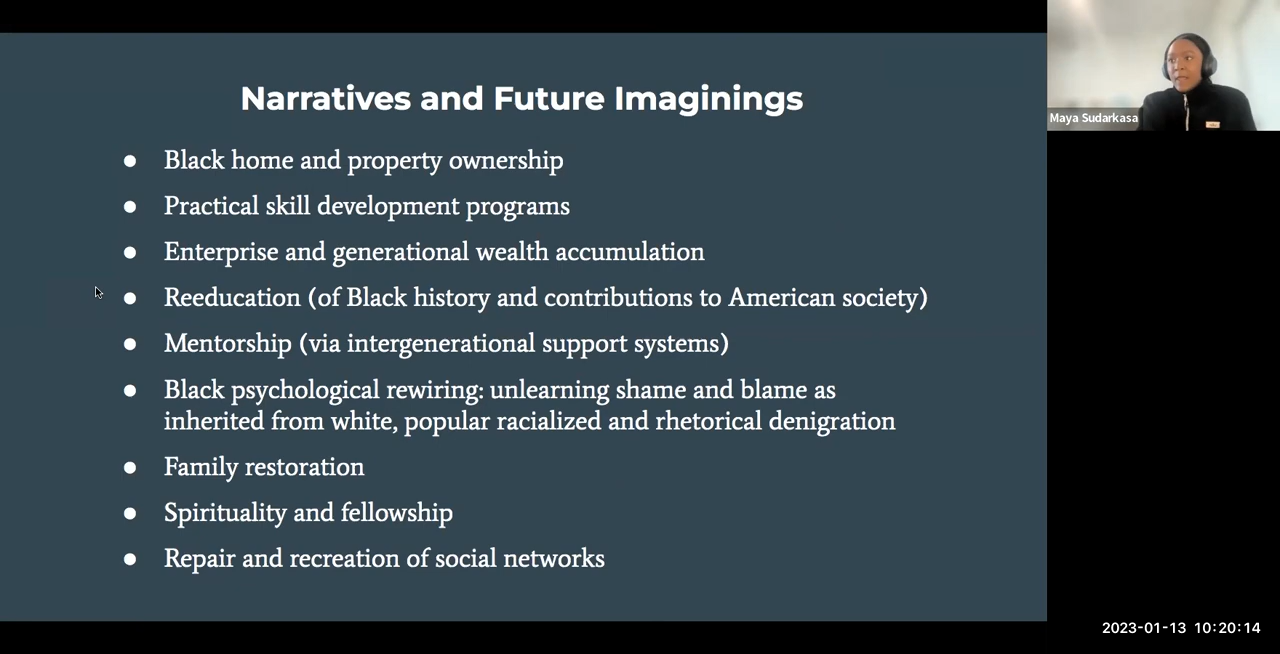 Narratives and Future Imaginings
● Black home and property ownership
● Practical skill development programs
● Enterprise and generational wealth accumulation
● Reeducation (of Black history and contributions to American society)
● Mentorship (via intergenerational support systems)
● Black psychological rewiring: unlearning shame and blame as
inherited from white, popular racialized and rhetorical denigration
● Family restoration
● Spirituality and fellowship
● Repair and recreation of social networks
Maya Sudarkasa
2023-01-13 10:20:14